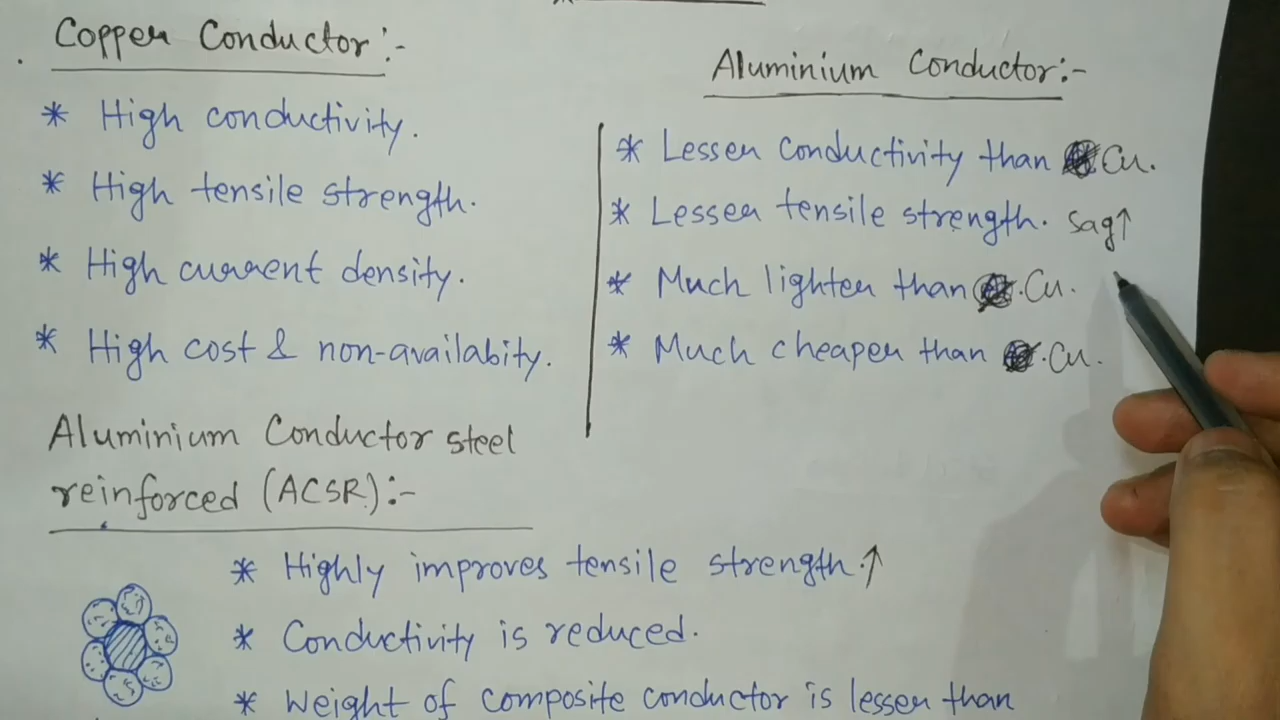 Copper Conductor:-
* High conductivity.
* High tensile strength.
* High current density.
* High cost & non-availabity.
Aluminium Conductor:-
* Lesser conductivity than Cu.
* Lesser tensile strength. Sag↑
* Much lighter than Cu.
* Much cheaper than Cu.
Aluminium Conductor steel
reinforced (ACSR):-
* Highly improves tensile strength.↑
* Conductivity is reduced.
* Weight of composite conductor is lesser than